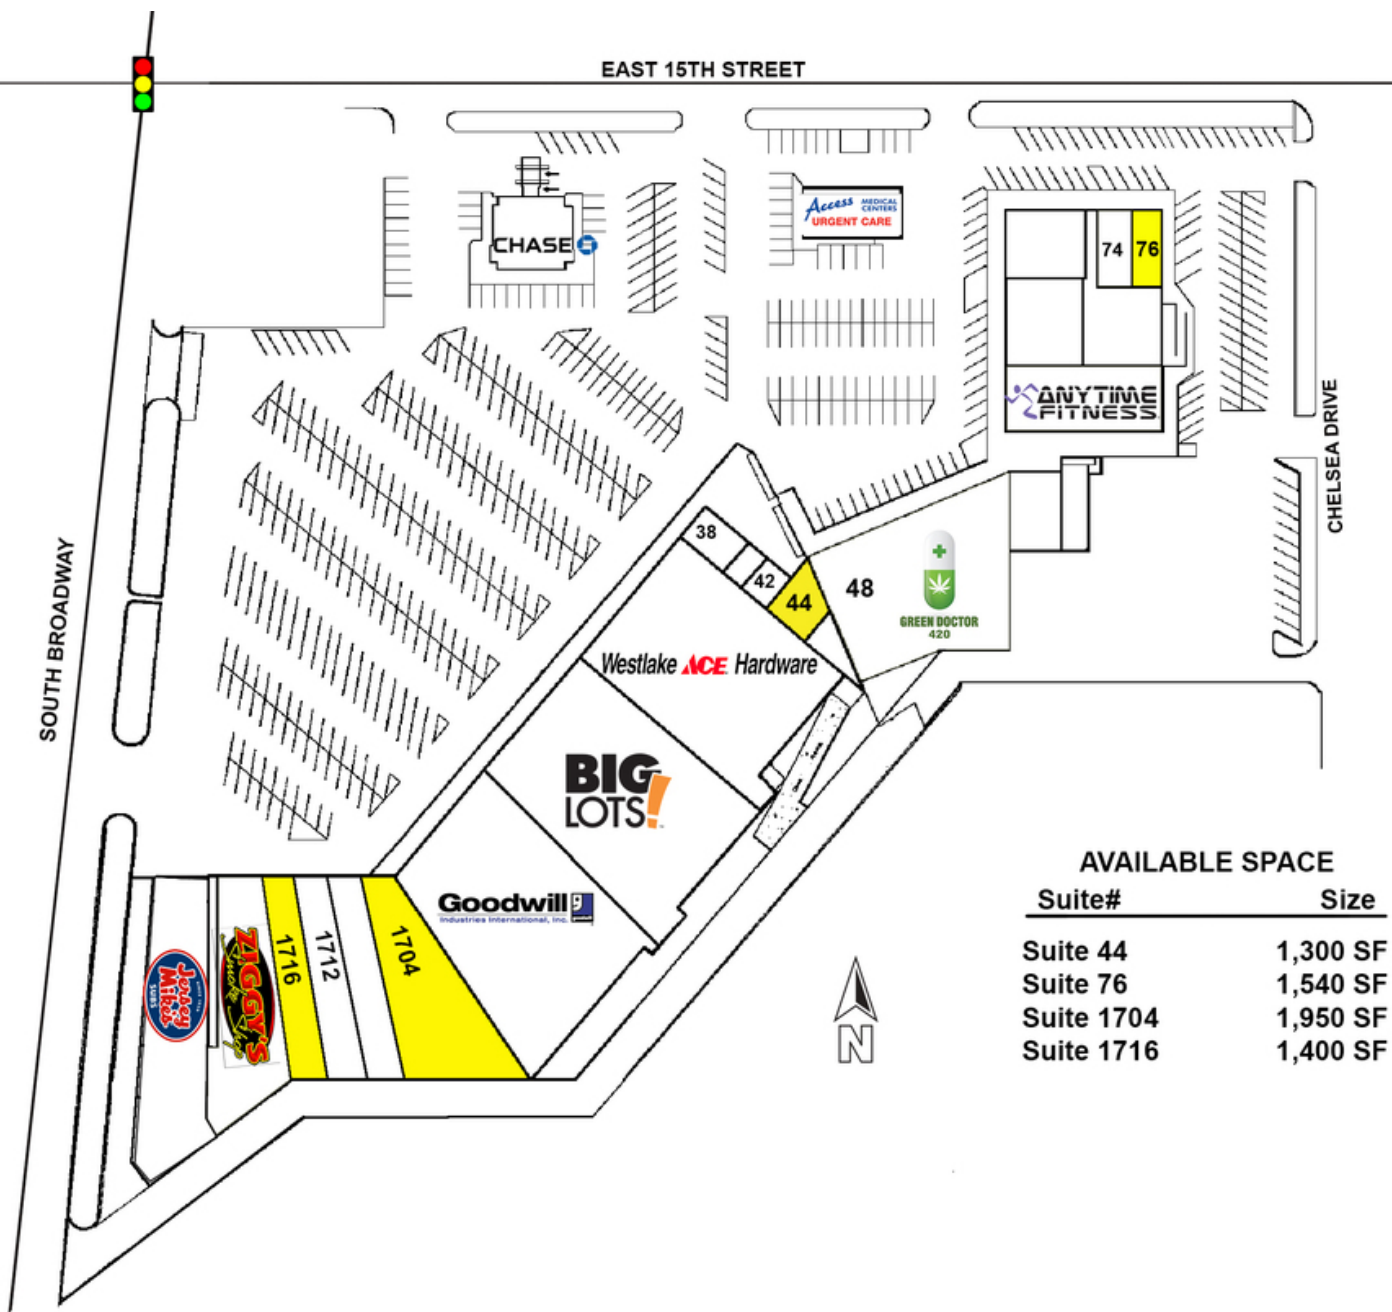 EAST 15TH STREET
CHASE
Access MEDICAL CENTERS
URGENT CARE
74
76
ANYTIME
FITNESS
CHELSEA DRIVE
SOUTH BROADWAY
38
42
44
48
GREEN DOCTOR
420
Westlake ACE Hardware
BIG
LOTS!
Goodwill
Industries International, Inc.
1716
1712
1704
Jersey
Mike's
SUBS
ZIGGY'S
Smoke Shop
N
AVAILABLE SPACE
Suite# Size
Suite 44 1,300 SF
Suite 76 1,540 SF
Suite 1704 1,950 SF
Suite 1716 1,400 SF